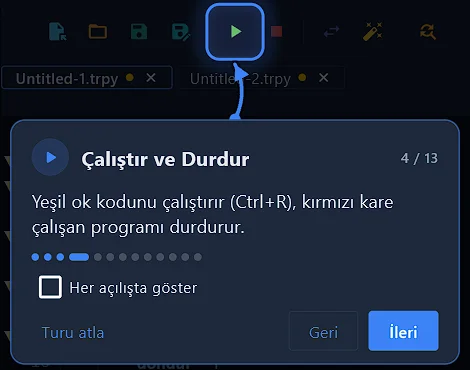 Untitled-1.trpy
Untitled-2.trpy
Çalıştır ve Durdur
4 / 13
Yeşil ok kodunu çalıştırır (Ctrl+R), kırmızı kare
çalışan programı durdurur.
Her açılışta göster
Turu atla
Geri
İleri